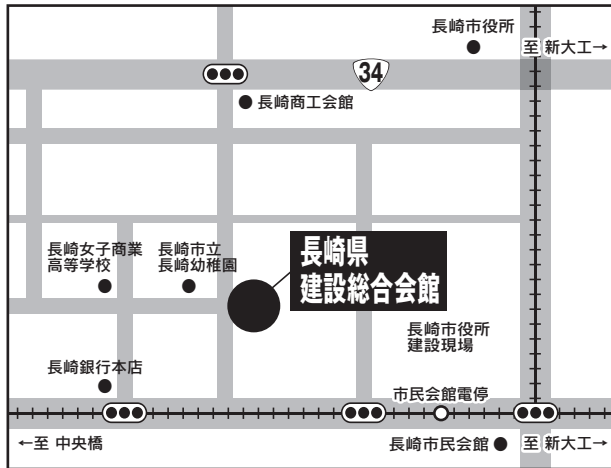 長崎市役所
至 新大工→
34
長崎商工会館
長崎女子商業
高等学校
長崎市立
長崎幼稚園
長崎県
建設総合会館
長崎市役所
建設現場
長崎銀行本店
市民会館電停
←至 中央橋
長崎市民会館
至 新大工→